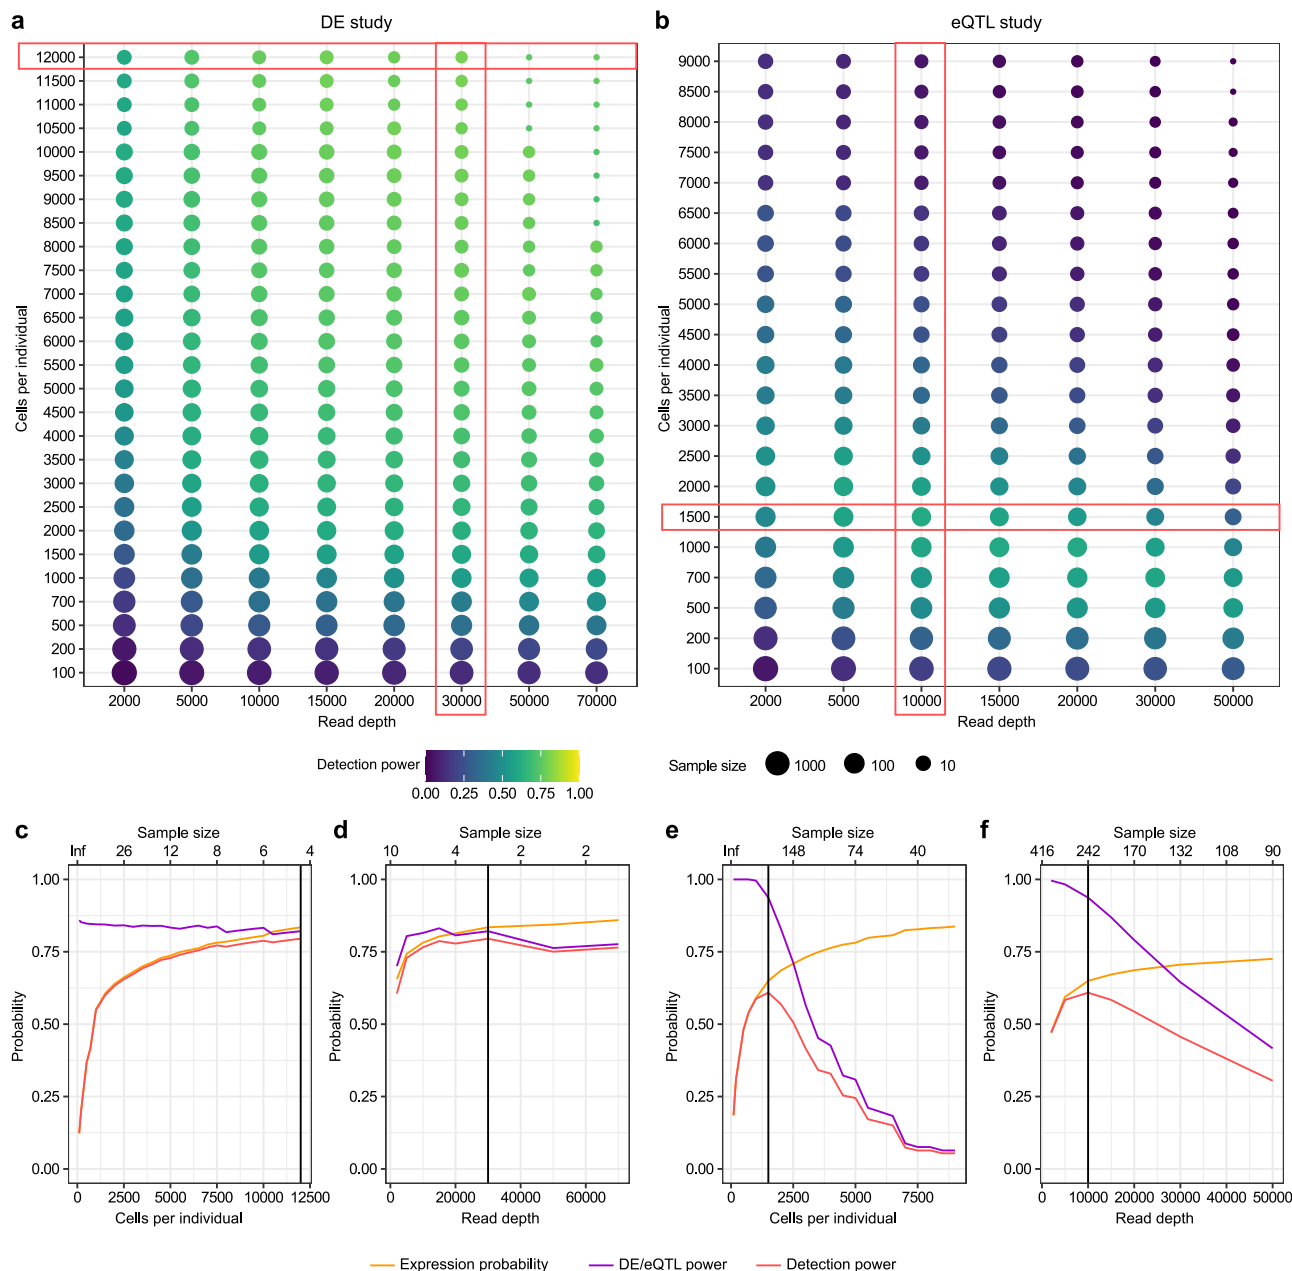 a
DE study
b
eQTL study
Cells per individual
12000
11500
11000
10500
10000
9500
9000
8500
8000
7500
7000
6500
6000
5500
5000
4500
4000
3500
3000
2500
2000
1500
1000
700
500
200
100
2000 5000 10000 15000 20000 30000 50000 70000
Read depth
Cells per individual
9000
8500
8000
7500
7000
6500
6000
5500
5000
4500
4000
3500
3000
2500
2000
1500
1000
700
500
200
100
2000 5000 10000 15000 20000 30000 50000
Read depth
Detection power
0.00 0.25 0.50 0.75 1.00
Sample size 1000 100 10
c
Sample size
Inf 26 12 8 6 4
Probability
1.00
0.75
0.50
0.25
0.00
0 2500 5000 7500 10000 12500
Cells per individual
d
Sample size
10 4 2 2
Probability
1.00
0.75
0.50
0.25
0.00
0 20000 40000 60000
Read depth
e
Sample size
Inf 148 74 40
Probability
1.00
0.75
0.50
0.25
0.00
0 2500 5000 7500
Cells per individual
f
Sample size
416 242 170 132 108 90
Probability
1.00
0.75
0.50
0.25
0.00
0 10000 20000 30000 40000 50000
Read depth
Expression probability DE/eQTL power Detection power